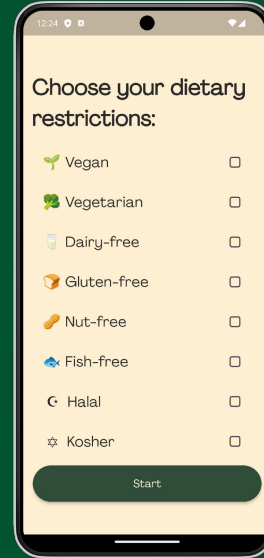 12:24
Choose your dietary
restrictions:
Vegan
Vegetarian
Dairy-free
Gluten-free
Nut-free
Fish-free
Halal
Kosher
Start